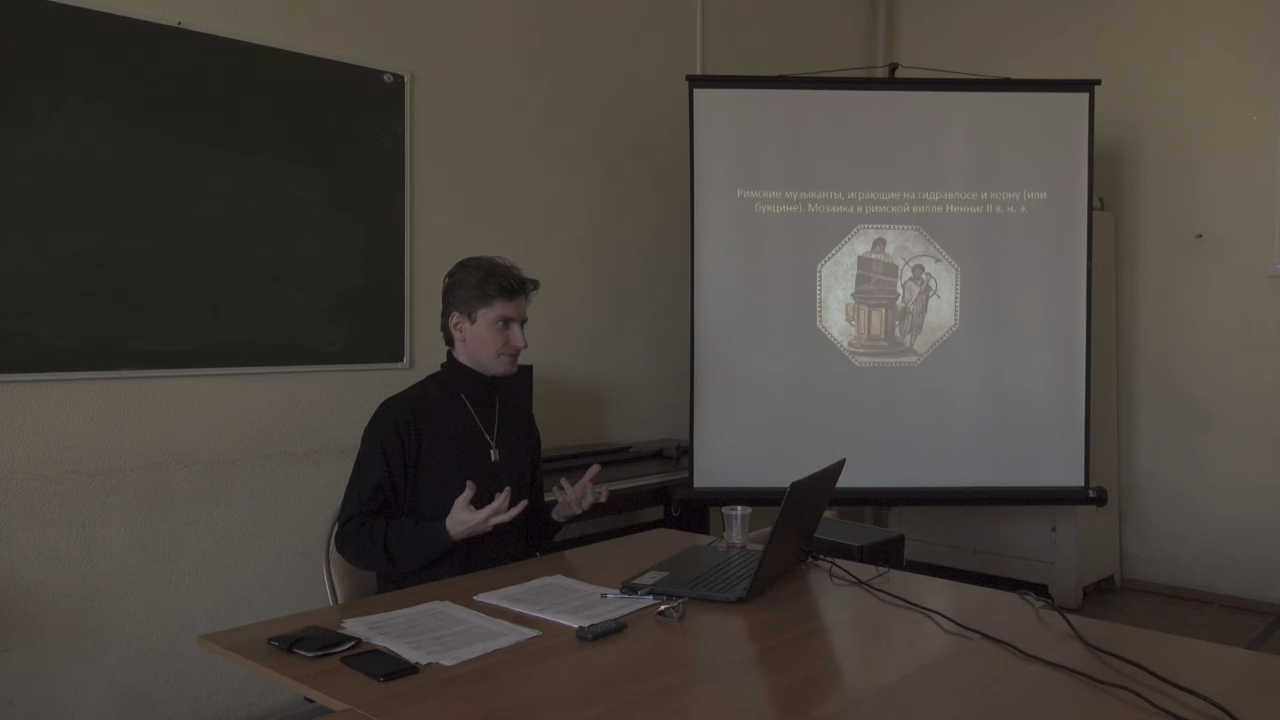 Римские музыканты, играющие на гидравлосе и корну (или
букцине). Мозаика в римской вилле Ненниг II в. н. э.